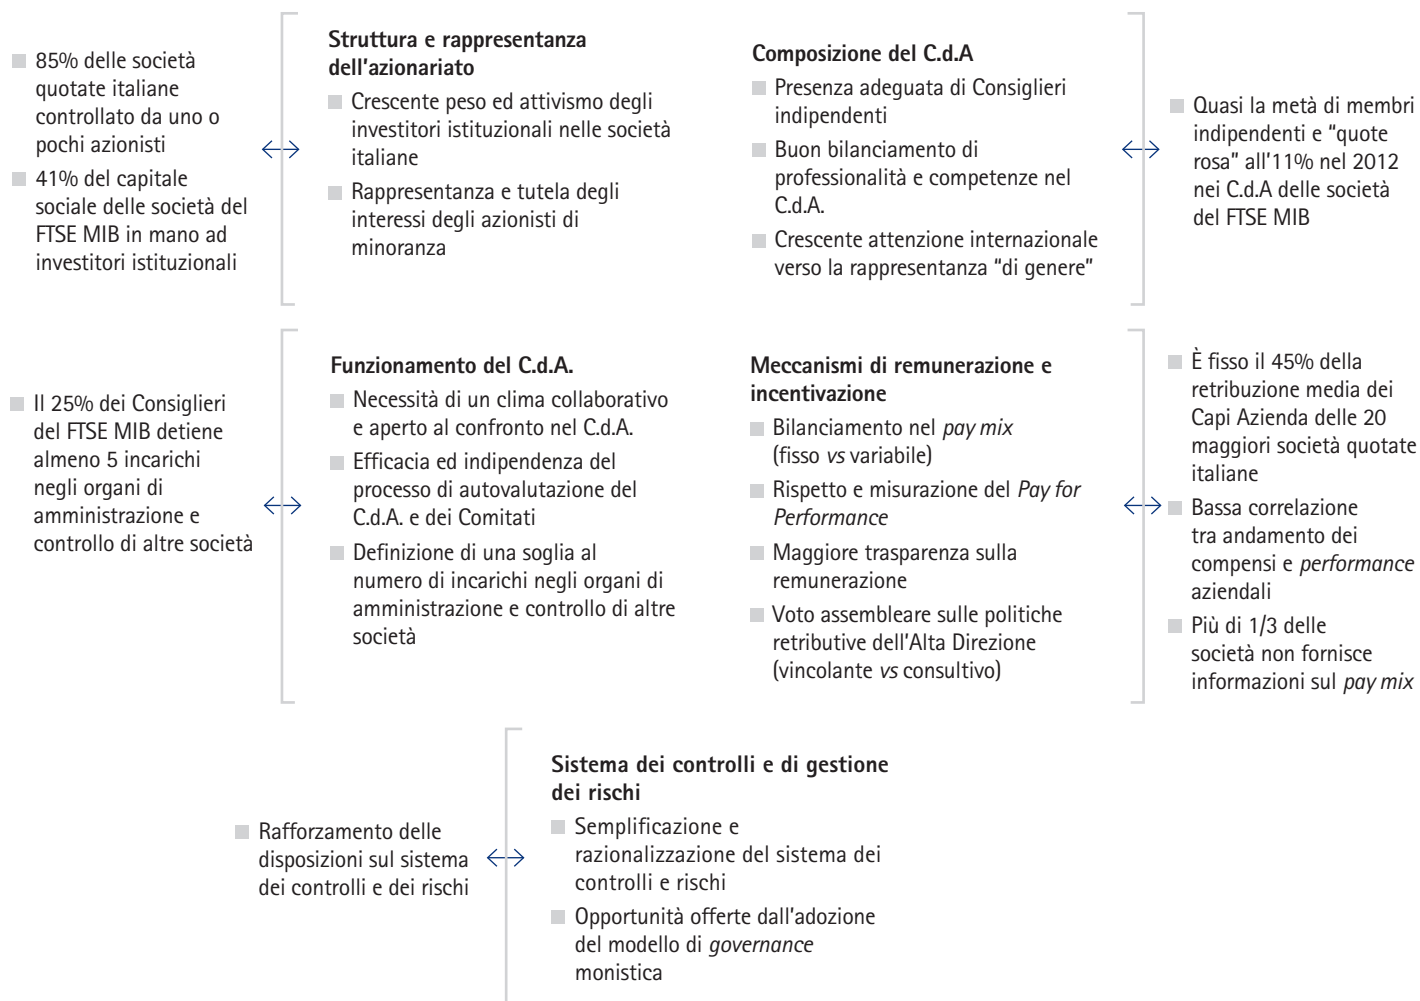 85% delle società
quotate italiane
controllato da uno o
pochi azionisti
41% del capitale
sociale delle società del
FTSE MIB in mano ad
investitori istituzionali
Struttura e rappresentanza
dell'azionariato
Crescente peso ed attivismo degli
investitori istituzionali nelle società
italiane
Rappresentanza e tutela degli
interessi degli azionisti di
minoranza
Composizione del C.d.A
Presenza adeguata di Consiglieri
indipendenti
Buon bilanciamento di
professionalità e competenze nel
C.d.A.
Crescente attenzione internazionale
verso la rappresentanza "di genere"
Quasi la metà di membri
indipendenti e "quote
rosa" all'11% nel 2012
nei C.d.A delle società
del FTSE MIB
Il 25% dei Consiglieri
del FTSE MIB detiene
almeno 5 incarichi
negli organi di
amministrazione e
controllo di altre società
Funzionamento del C.d.A.
Necessità di un clima collaborativo
e aperto al confronto nel C.d.A.
Efficacia ed indipendenza del
processo di autovalutazione del
C.d.A. e dei Comitati
Definizione di una soglia al
numero di incarichi negli organi di
amministrazione e controllo di altre
società
Meccanismi di remunerazione e
incentivazione
Bilanciamento nel pay mix
(fisso vs variabile)
Rispetto e misurazione del Pay for
Performance
Maggiore trasparenza sulla
remunerazione
Voto assembleare sulle politiche
retributive dell'Alta Direzione
(vincolante vs consultivo)
È fisso il 45% della
retribuzione media dei
Capi Azienda delle 20
maggiori società quotate
italiane
Bassa correlazione
tra andamento dei
compensi e performance
aziendali
Più di 1/3 delle
società non fornisce
informazioni sul pay mix
Rafforzamento delle
disposizioni sul sistema
dei controlli e dei rischi
Sistema dei controlli e di gestione
dei rischi
Semplificazione e
razionalizzazione del sistema dei
controlli e rischi
Opportunità offerte dall'adozione
del modello di governance
monistica